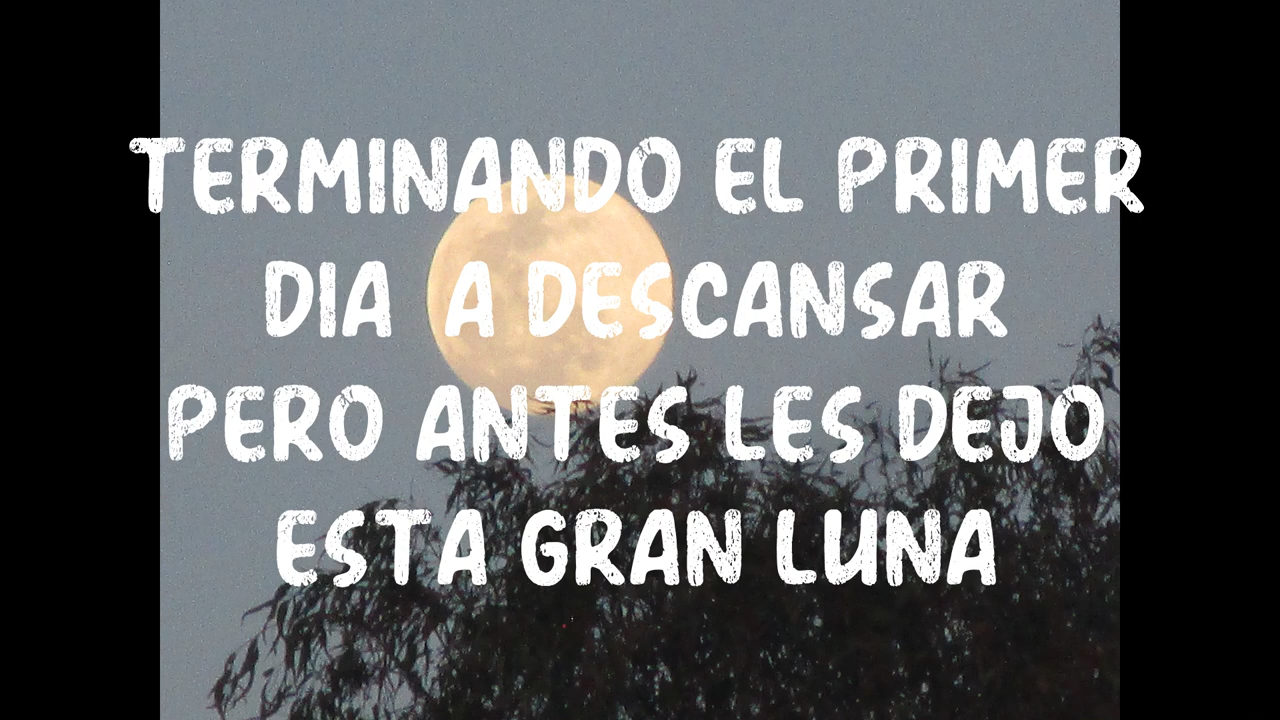 TERMINANDO EL PRIMER
DIA A DESCANSAR
PERO ANTES LES DEJO
ESTA GRAN LUNA